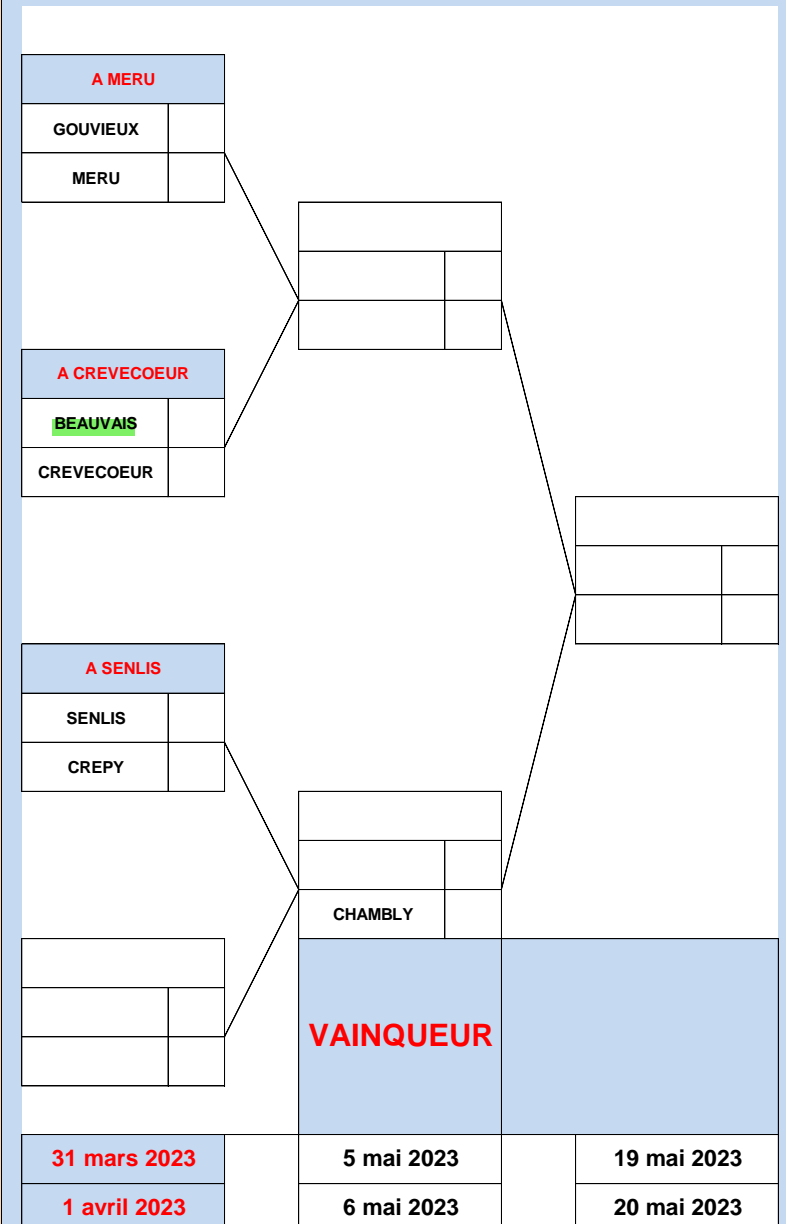 A MERU
GOUVIEUX
MERU
A CREVECOEUR
BEAUVAIS
CREVECOEUR
A SENLIS
SENLIS
CREPY
CHAMBLY
VAINQUEUR
31 mars 2023 5 mai 2023 19 mai 2023
1 avril 2023 6 mai 2023 20 mai 2023